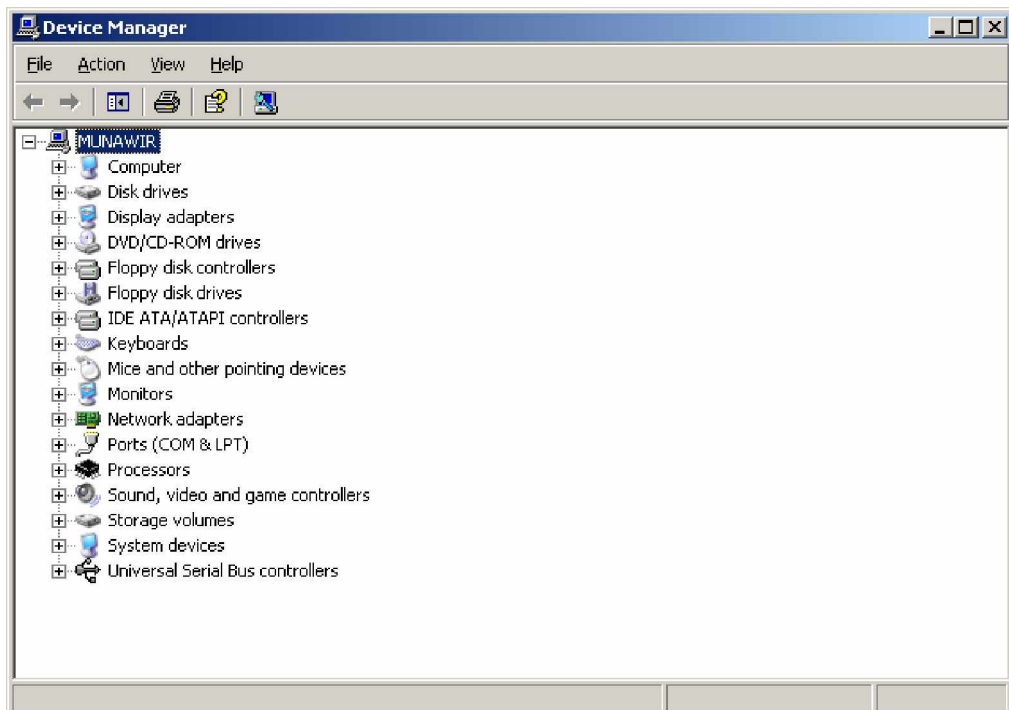 Device Manager
File Action View Help
MUNAWIR
Computer
Disk drives
Display adapters
DVD/CD-ROM drives
Floppy disk controllers
Floppy disk drives
IDE ATA/ATAPI controllers
Keyboards
Mice and other pointing devices
Monitors
Network adapters
Ports (COM & LPT)
Processors
Sound, video and game controllers
Storage volumes
System devices
Universal Serial Bus controllers